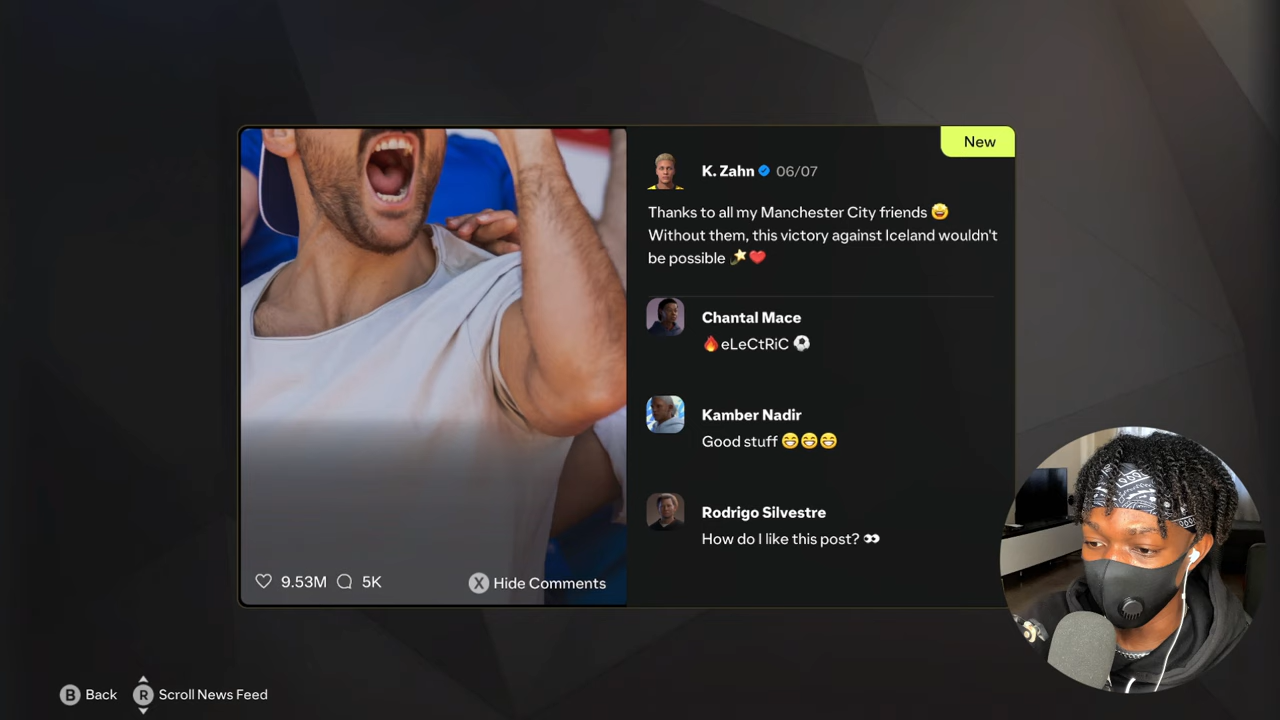 New
K. Zahn 06/07
Thanks to all my Manchester City friends 😄
Without them, this victory against Iceland wouldn't
be possible 🌠❤️
Chantal Mace
🔥eLeCtRiC ⚽
Kamber Nadir
Good stuff 😁😁😁
Rodrigo Silvestre
How do I like this post? 👀
9.53M 5K X Hide Comments
B Back R Scroll News Feed